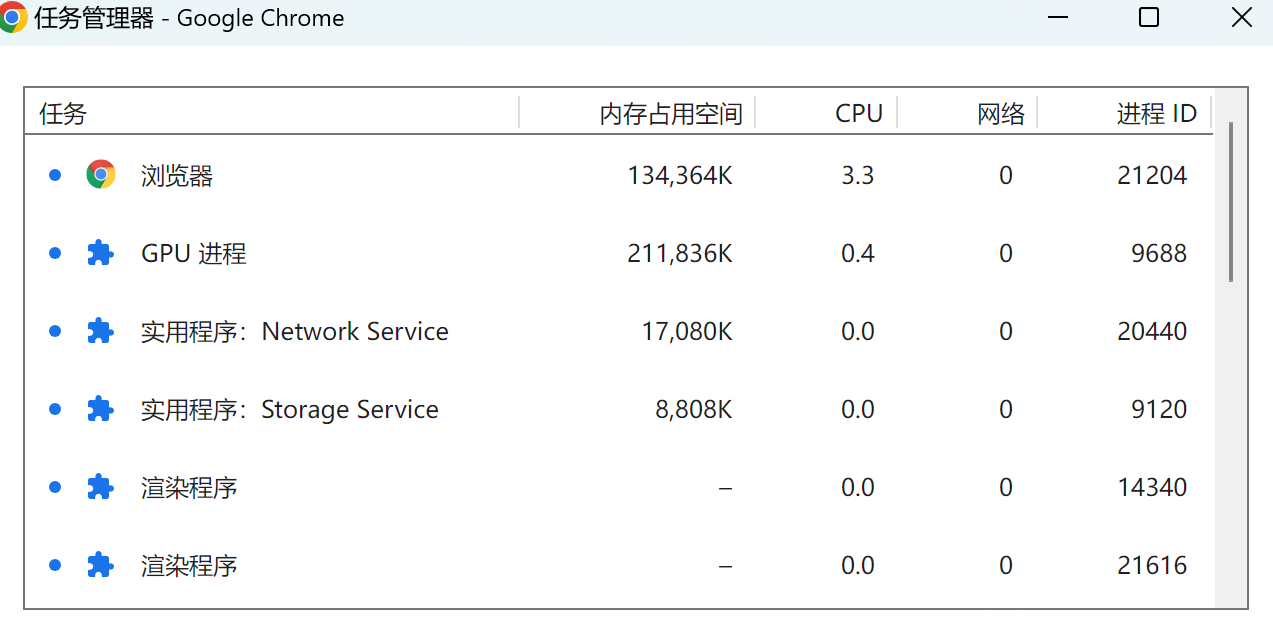 任务管理器 - Google Chrome
任务 内存占用空间 CPU 网络 进程 ID
浏览器 134,364K 3.3 0 21204
GPU 进程 211,836K 0.4 0 9688
实用程序：Network Service 17,080K 0.0 0 20440
实用程序：Storage Service 8,808K 0.0 0 9120
渲染程序 – 0.0 0 14340
渲染程序 – 0.0 0 21616